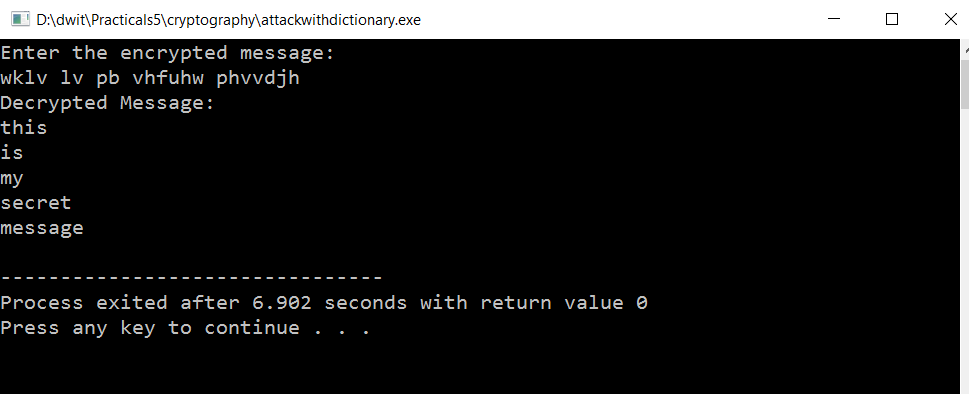 D:\dwit\Practicals5\cryptography\attackwithdictionary.exe
Enter the encrypted message:
wklv lv pb vhfuhw phvvdjh
Decrypted Message:
this
is
my
secret
message
--------------------------------
Process exited after 6.902 seconds with return value 0
Press any key to continue . . .